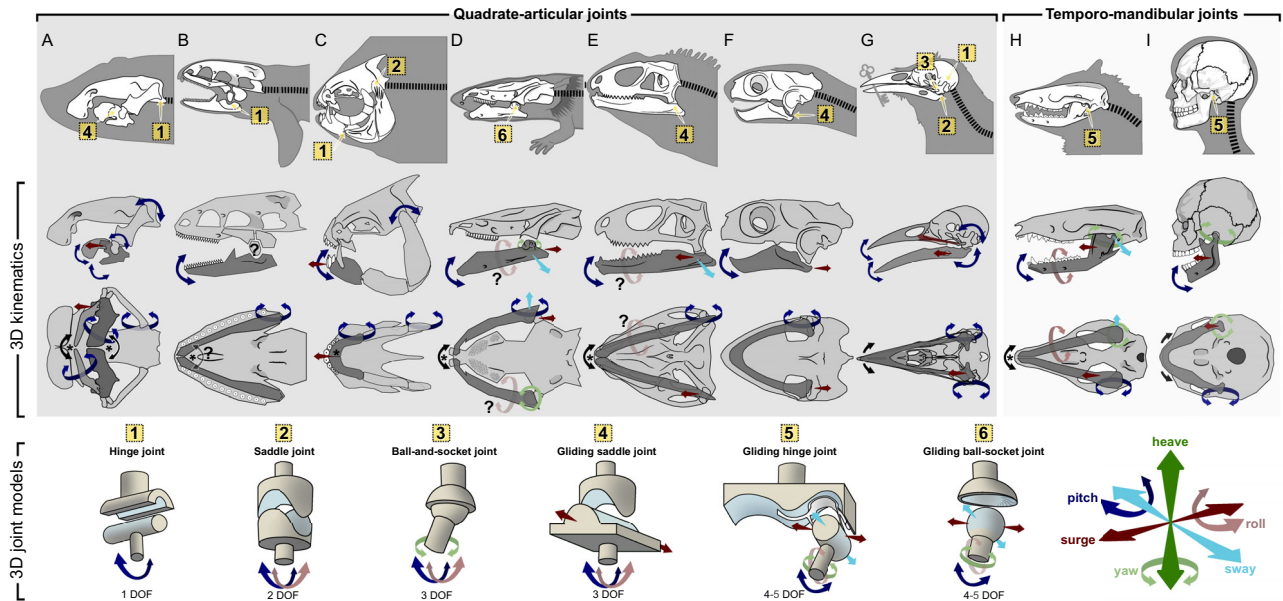 Quadrate-articular joints
Temporo-mandibular joints
A
B
C
D
E
F
G
H
I
4
1
1
2
1
6
4
4
3
1
2
5
5
3D kinematics
?
?
?
*
*
?
*
*
?
*
?
*
*
3D joint models
1
2
3
4
5
6
Hinge joint
Saddle joint
Ball-and-socket joint
Gliding saddle joint
Gliding hinge joint
Gliding ball-socket joint
1 DOF
2 DOF
3 DOF
3 DOF
4-5 DOF
4-5 DOF
heave
pitch
roll
surge
yaw
sway